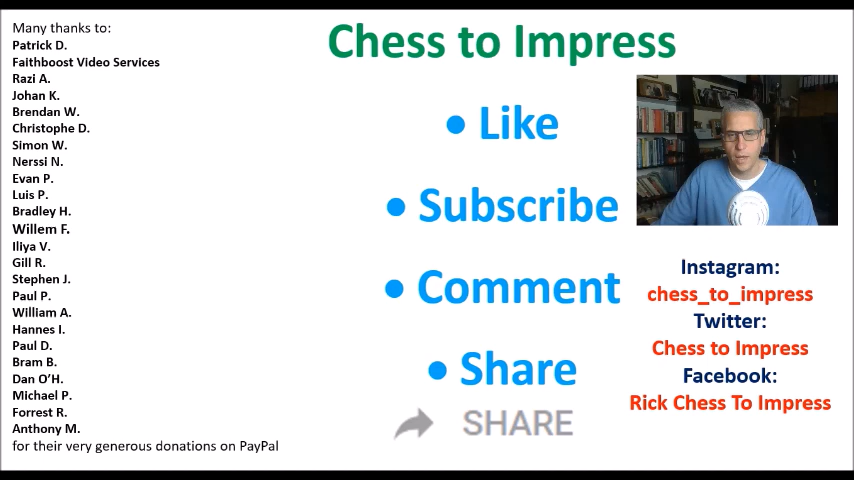 Many thanks to:
Patrick D.
Faithboost Video Services
Razi A.
Johan K.
Brendan W.
Christophe D.
Simon W.
Nerssi N.
Evan P.
Luis P.
Bradley H.
Willem F.
Iliya V.
Gill R.
Stephen J.
Paul P.
William A.
Hannes I.
Paul D.
Bram B.
Dan O’H.
Michael P.
Forrest R.
Anthony M.
for their very generous donations on PayPal
Chess to Impress
• Like
• Subscribe
• Comment
• Share
SHARE
Instagram:
chess_to_impress
Twitter:
Chess to Impress
Facebook:
Rick Chess To Impress